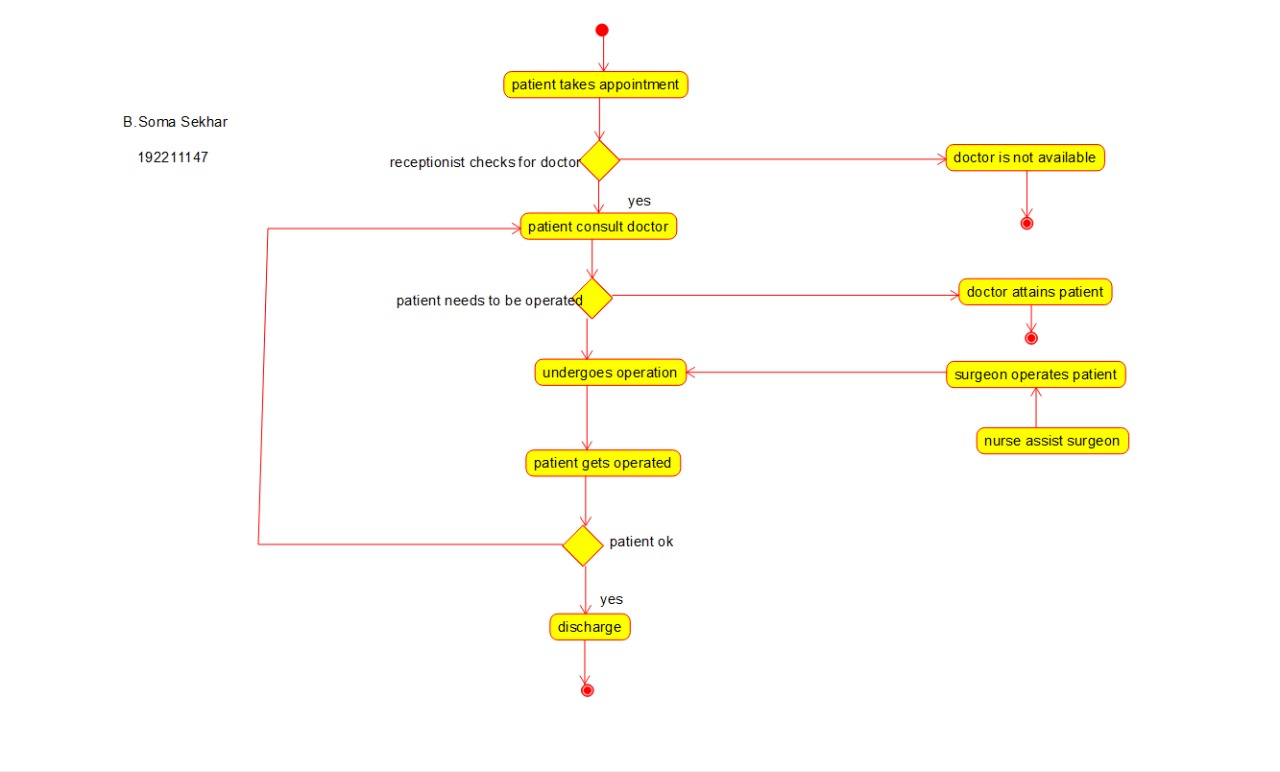 patient takes appointment
B.Soma Sekhar
192211147
receptionist checks for doctor
doctor is not available
yes
patient consult doctor
patient needs to be operated
doctor attains patient
undergoes operation
surgeon operates patient
nurse assist surgeon
patient gets operated
patient ok
yes
discharge